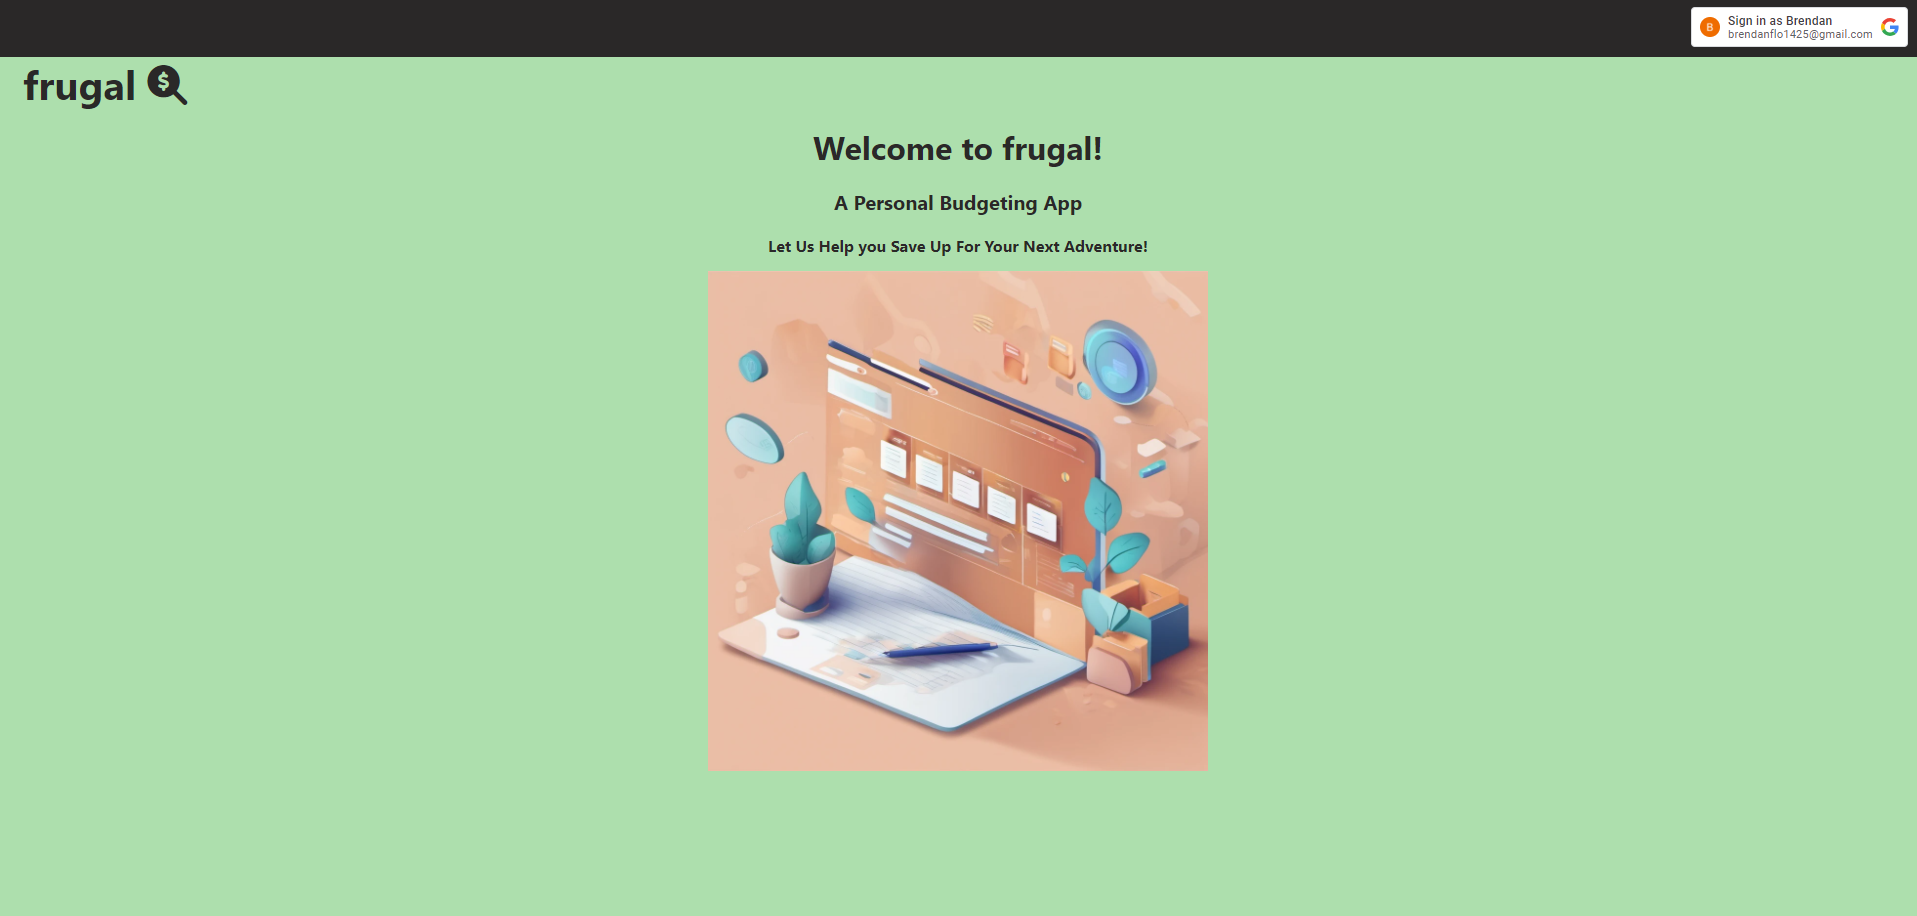 Sign in as Brendan
brendanflo1425@gmail.com
frugal
Welcome to frugal!
A Personal Budgeting App
Let Us Help you Save Up For Your Next Adventure!